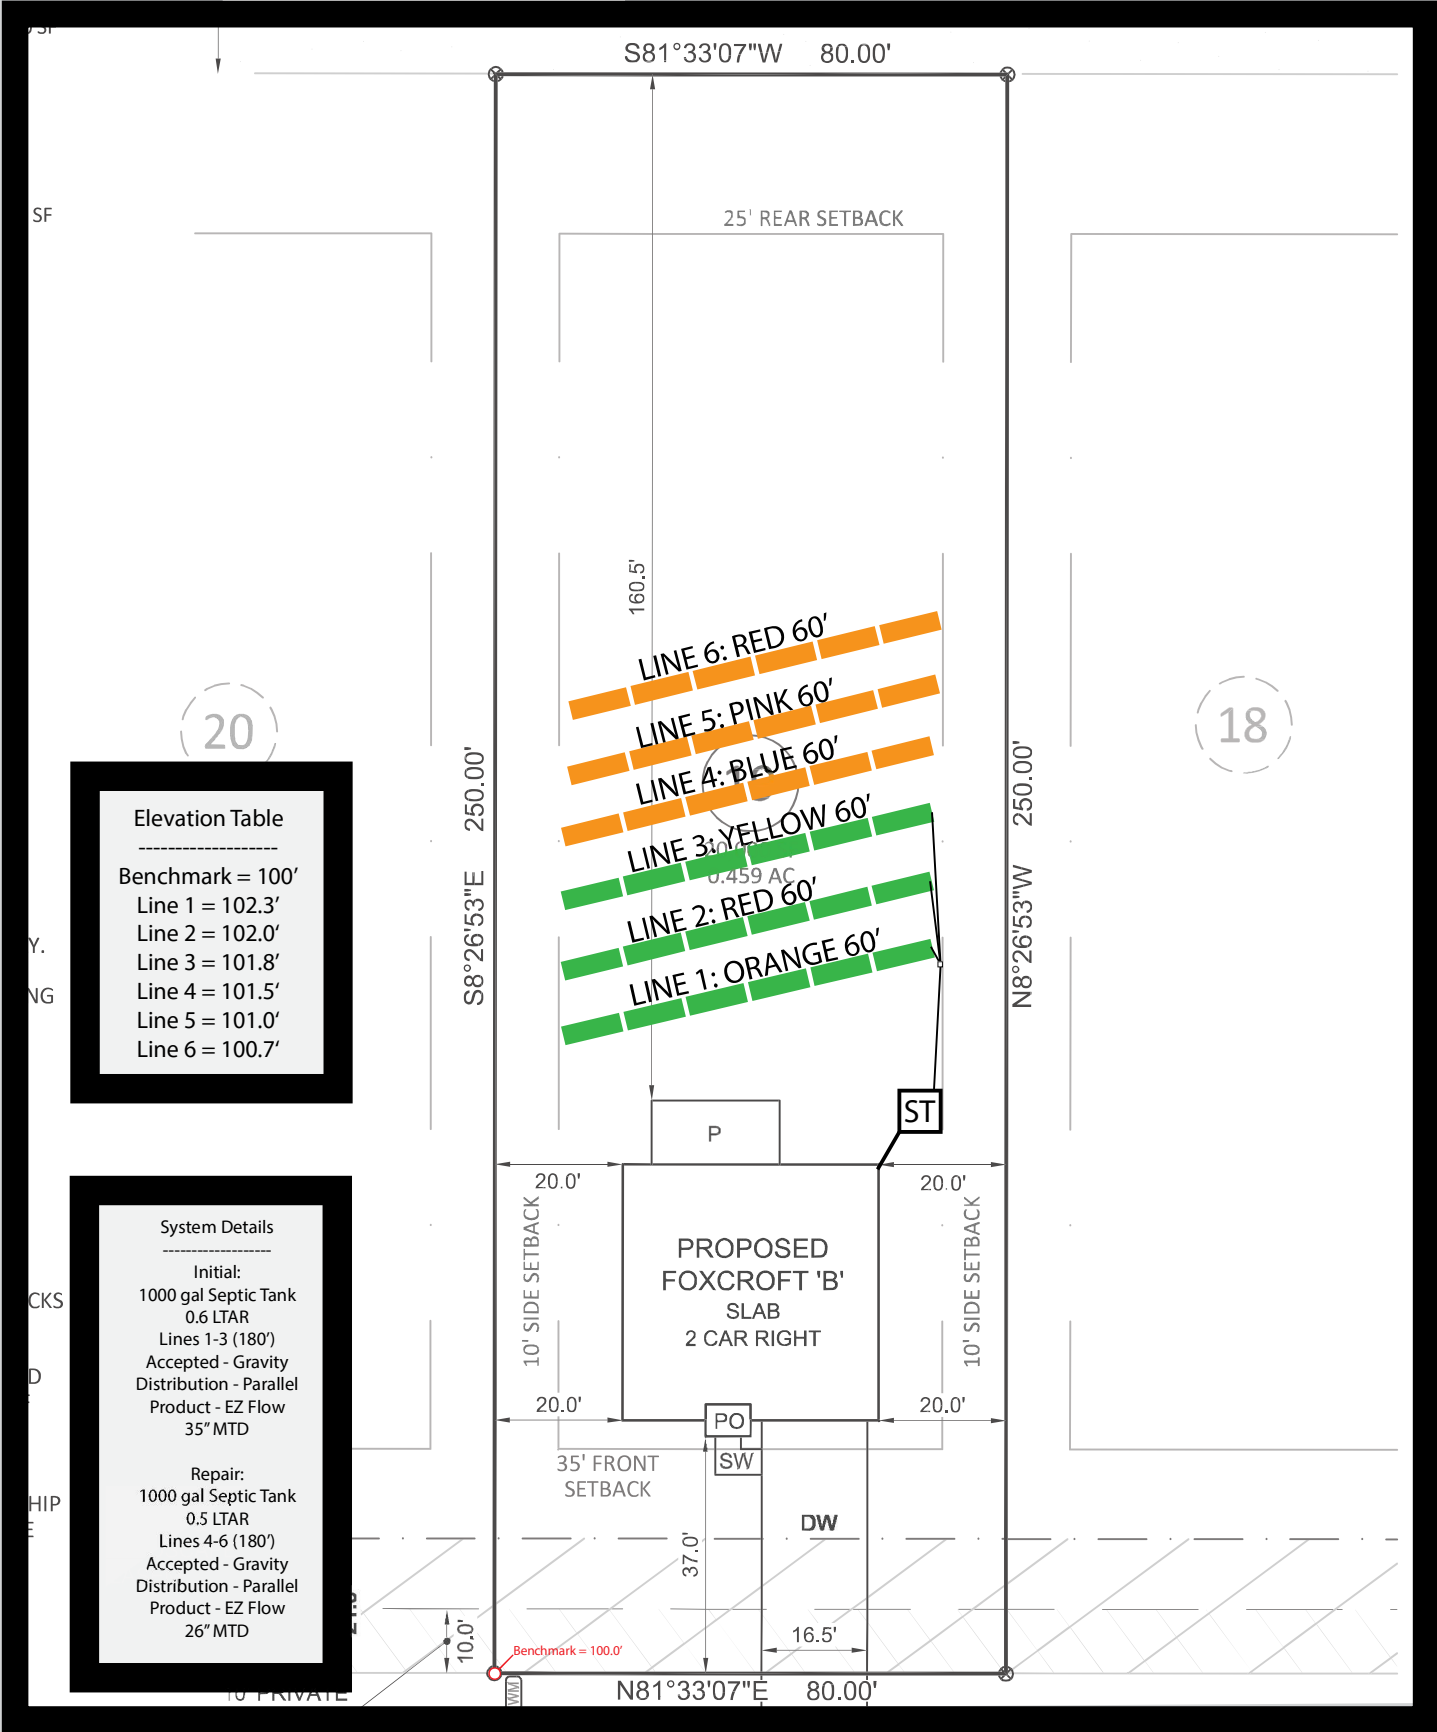 S81°33'07"W 80.00'
SF
25' REAR SETBACK
160.5'
LINE 6: RED 60'
LINE 5: PINK 60'
LINE 4: BLUE 60'
LINE 3: YELLOW 60'
0.459 AC
LINE 2: RED 60'
LINE 1: ORANGE 60'
20
18
S8°26'53"E 250.00'
N8°26'53"W 250.00'
Elevation Table
-------------------
Benchmark = 100'
Line 1 = 102.3'
Line 2 = 102.0'
Line 3 = 101.8'
Line 4 = 101.5'
Line 5 = 101.0'
Line 6 = 100.7'
Y.
NG
ST
P
20.0'
20.0'
10' SIDE SETBACK
10' SIDE SETBACK
PROPOSED
FOXCROFT 'B'
SLAB
2 CAR RIGHT
20.0'
20.0'
PO
SW
35' FRONT
SETBACK
DW
37.0'
16.5'
10.0'
System Details
-------------------
Initial:
1000 gal Septic Tank
0.6 LTAR
Lines 1-3 (180')
Accepted - Gravity
Distribution - Parallel
Product - EZ Flow
35" MTD
Repair:
1000 gal Septic Tank
0.5 LTAR
Lines 4-6 (180')
Accepted - Gravity
Distribution - Parallel
Product - EZ Flow
26" MTD
CKS
D
HIP
Benchmark = 100.0'
WM
10' PRIVATE
N81°33'07"E 80.00'